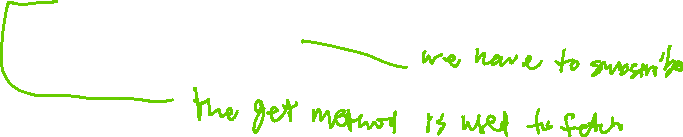 we have to subscribe
the get method is used to fetch